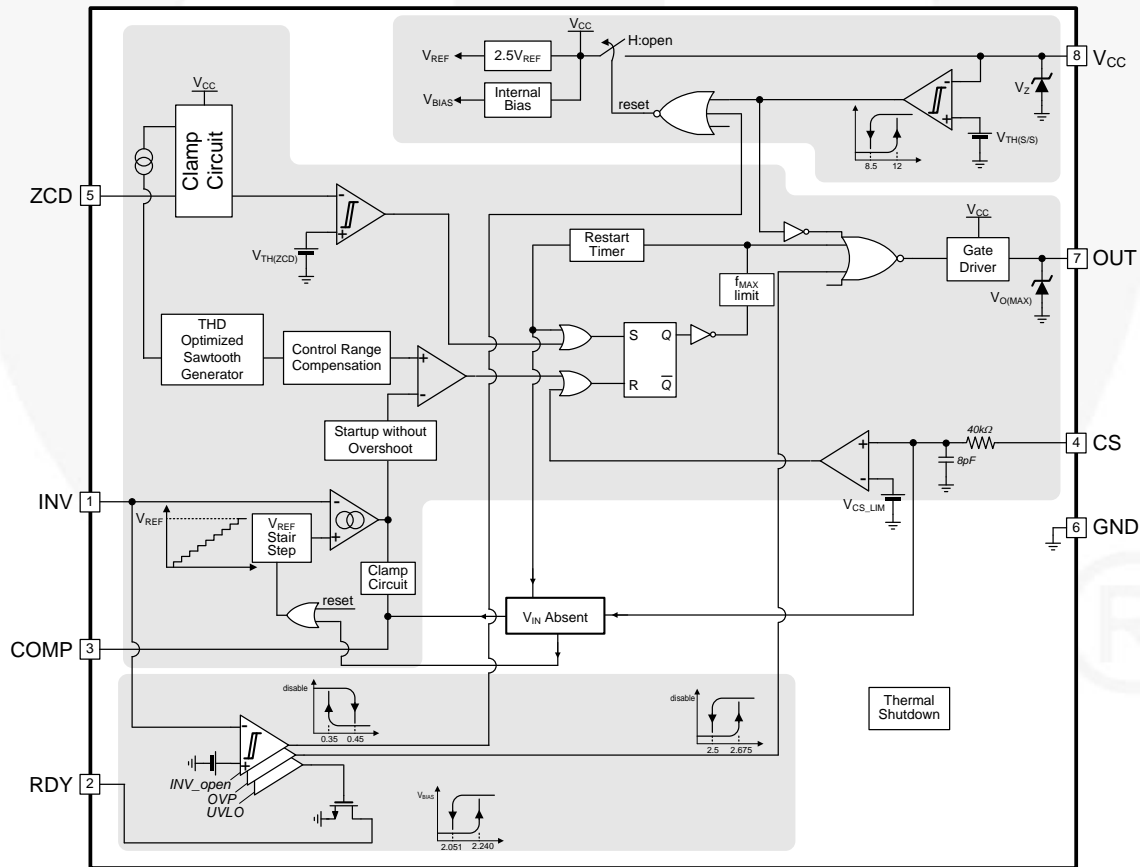 VCC
H:open
VREF
2.5VREF
8
VCC
VZ
VBIAS
Internal
Bias
reset
VTH(S/S)
8.5
12
VCC
Clamp
Circuit
ZCD
5
VTH(ZCD)
Restart
Timer
VCC
Gate
Driver
7
OUT
VO(MAX)
fMAX
limit
THD
Optimized
Sawtooth
Generator
Control Range
Compensation
S
Q
R
Q
Startup without
Overshoot
40kΩ
8pF
4
CS
VCS_LIM
INV
1
VREF
VREF
Stair
Step
Clamp
Circuit
6
GND
reset
VIN Absent
COMP
3
disable
0.35
0.45
disable
2.5
2.675
Thermal
Shutdown
RDY
2
INV_open
OVP
UVLO
VBIAS
2.051
2.240
R